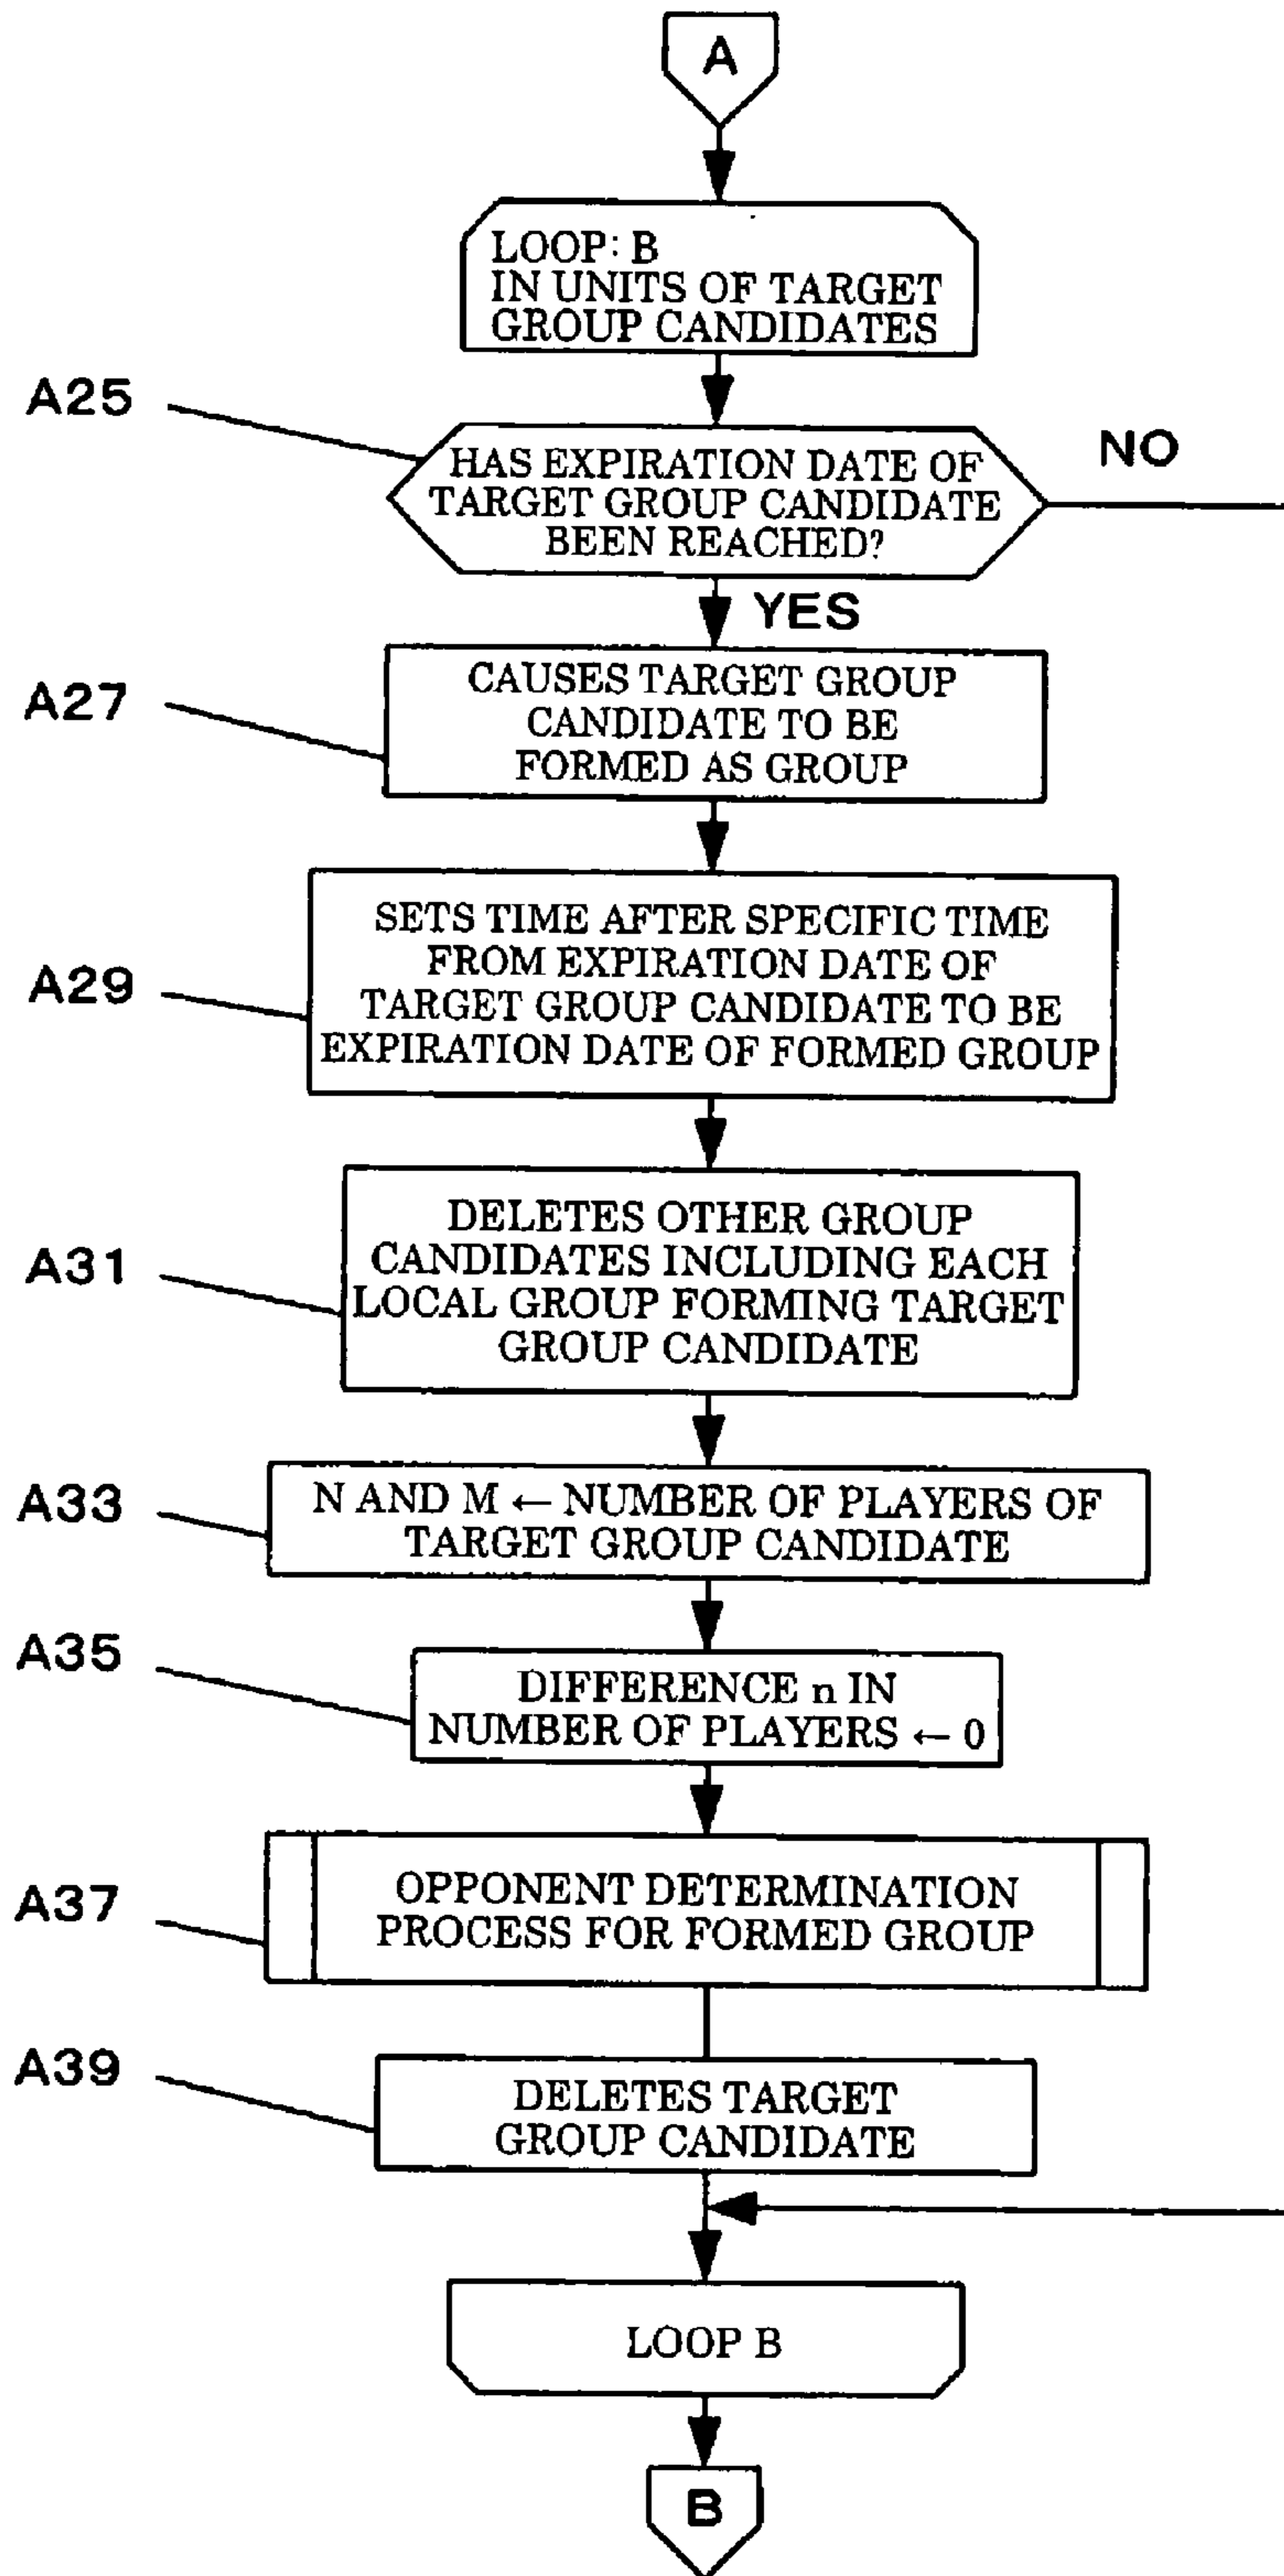 A
LOOP: B
IN UNITS OF TARGET
GROUP CANDIDATES
A25
HAS EXPIRATION DATE OF
TARGET GROUP CANDIDATE
BEEN REACHED?
NO
YES
A27
CAUSES TARGET GROUP
CANDIDATE TO BE
FORMED AS GROUP
A29
SETS TIME AFTER SPECIFIC TIME
FROM EXPIRATION DATE OF
TARGET GROUP CANDIDATE TO BE
EXPIRATION DATE OF FORMED GROUP
A31
DELETES OTHER GROUP
CANDIDATES INCLUDING EACH
LOCAL GROUP FORMING TARGET
GROUP CANDIDATE
A33
N AND M ← NUMBER OF PLAYERS OF
TARGET GROUP CANDIDATE
A35
DIFFERENCE n IN
NUMBER OF PLAYERS ← 0
A37
OPPONENT DETERMINATION
PROCESS FOR FORMED GROUP
A39
DELETES TARGET
GROUP CANDIDATE
LOOP B
B